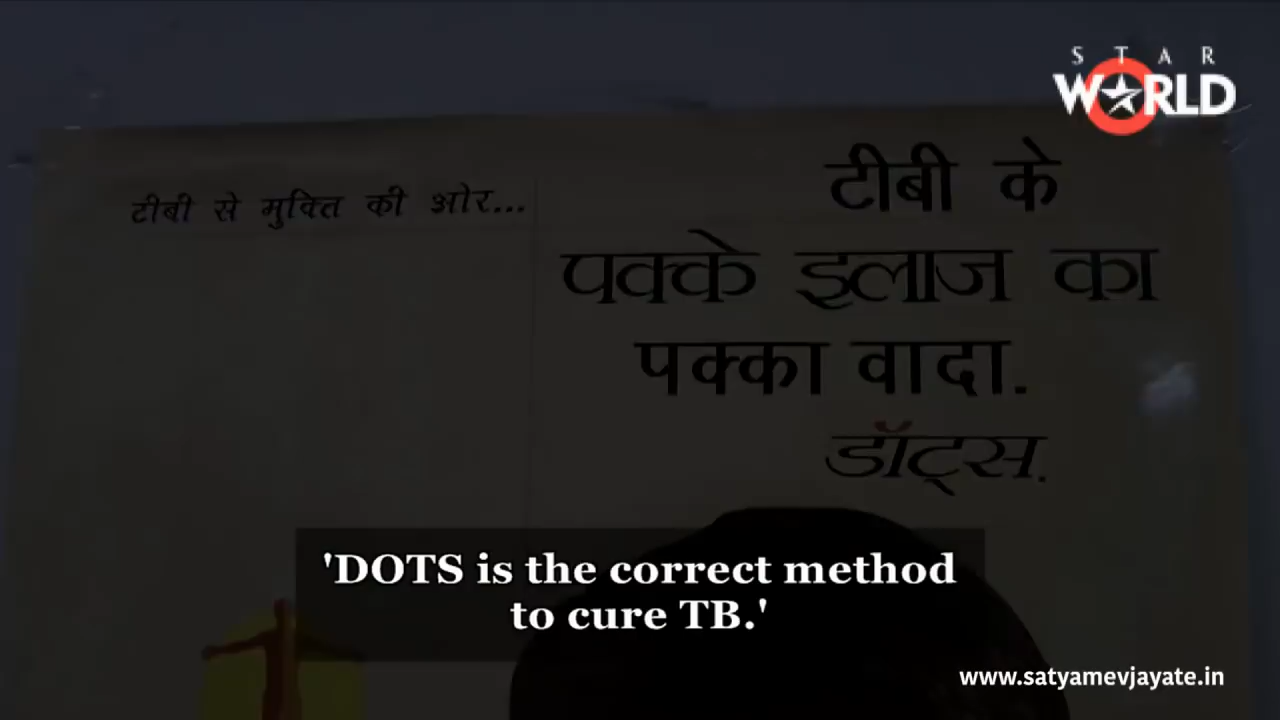 STAR
WORLD
टीबी से मुक्ति की ओर...
टीबी के
पक्के इलाज का
पक्का वादा.
डॉट्स.
'DOTS is the correct method
to cure TB.'
www.satyamevjayate.in